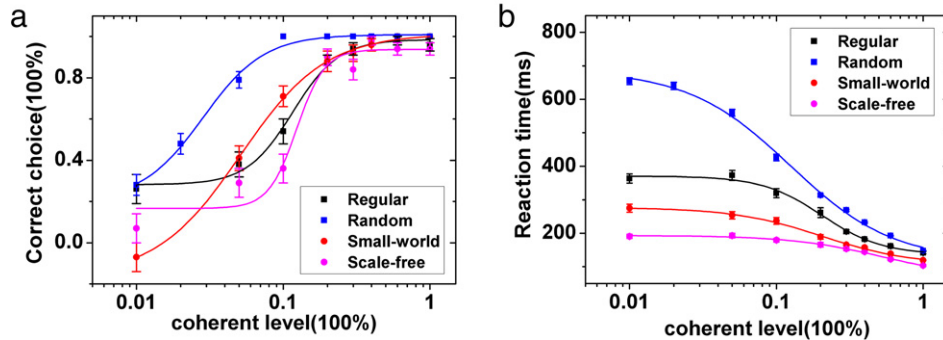 a
Correct choice(100%)
0.8
0.4
0.0
Regular
Random
Small-world
Scale-free
0.01
0.1
1
coherent level(100%)
b
Reaction time(ms)
800
600
400
200
Regular
Random
Small-world
Scale-free
0.01
0.1
1
coherent level(100%)